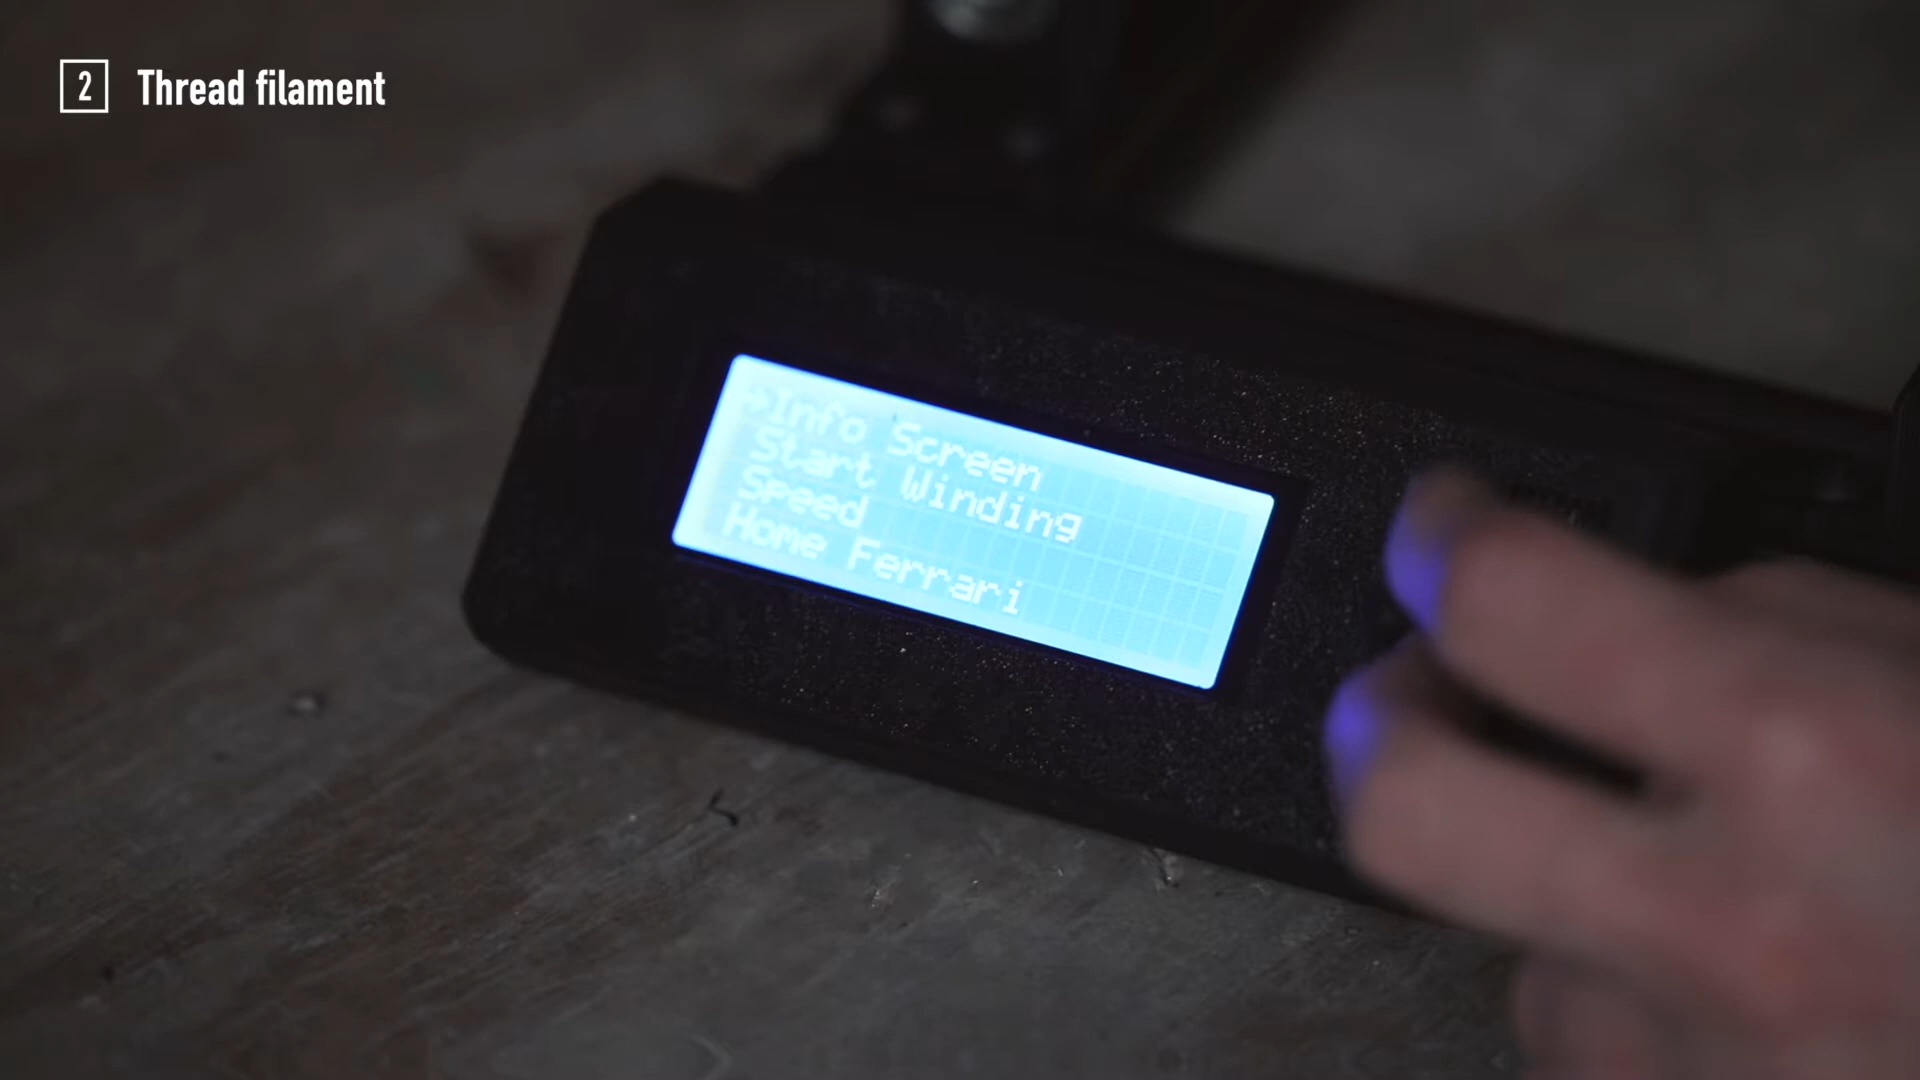 2 Thread filament
→Info Screen
Start Winding
Speed
Home Ferrari